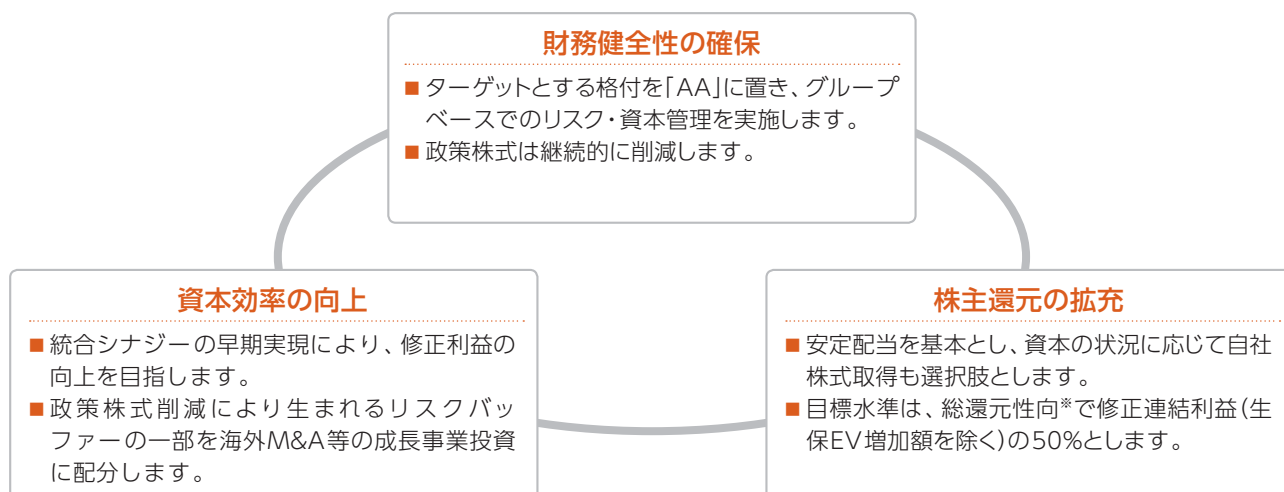 財務健全性の確保
■ ターゲットとする格付を「AA」に置き、グループ
ベースでのリスク・資本管理を実施します。
■ 政策株式は継続的に削減します。
資本効率の向上
■ 統合シナジーの早期実現により、修正利益の
向上を目指します。
■ 政策株式削減により生まれるリスクバッ
ファーの一部を海外M&A等の成長事業投資
に配分します。
株主還元の拡充
■ 安定配当を基本とし、資本の状況に応じて自社
株式取得も選択肢とします。
■ 目標水準は、総還元性向※で修正連結利益(生
保EV増加額を除く)の50%とします。